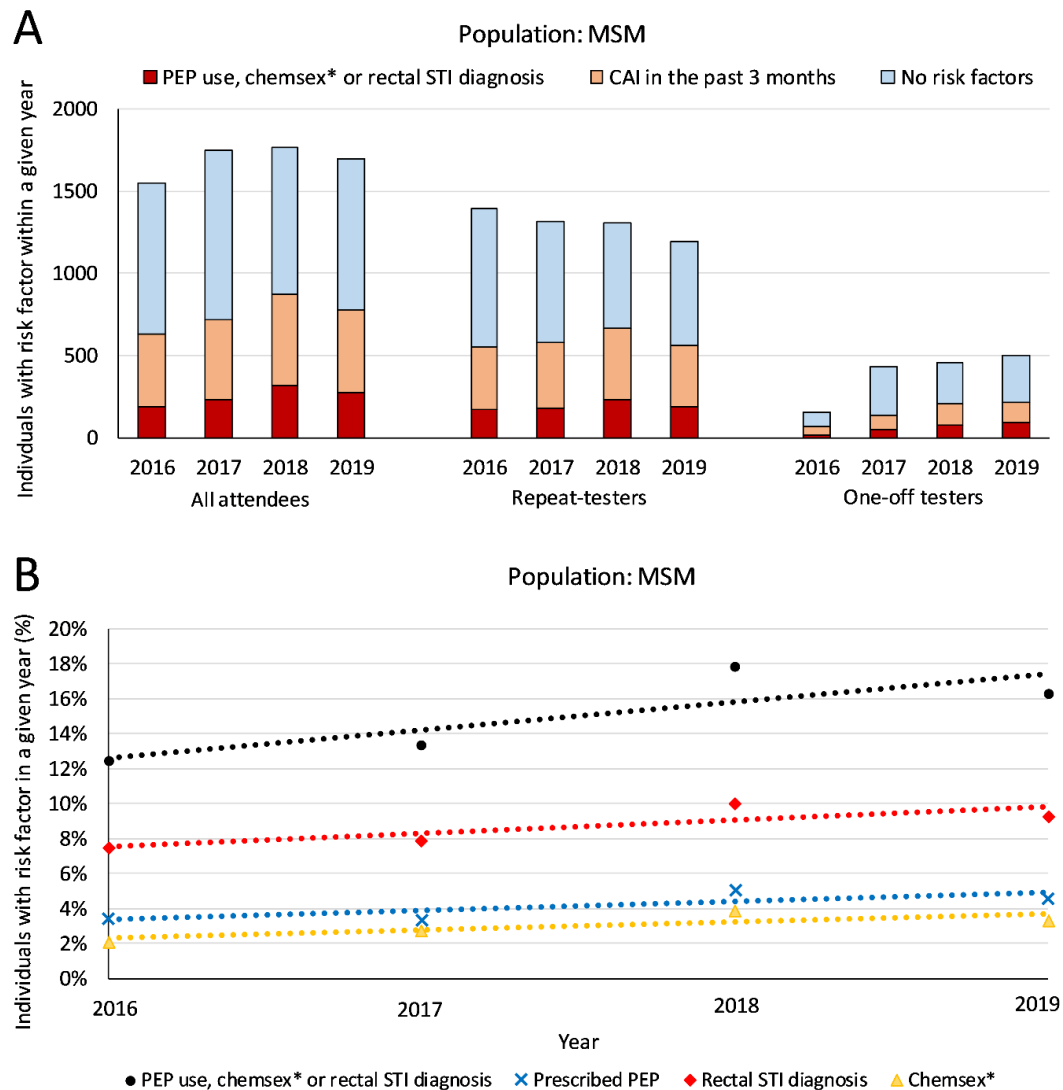 A
Population: MSM
PEP use, chemsex* or rectal STI diagnosis CAI in the past 3 months No risk factors
Indivduals with risk factor within a given year
2000
1500
1000
500
0
2016 2017 2018 2019 2016 2017 2018 2019 2016 2017 2018 2019
All attendees Repeat-testers One-off testers
B
Population: MSM
Individuals with risk factor in a given year (%)
20%
18%
16%
14%
12%
10%
8%
6%
4%
2%
0%
2016 2017 2018 2019
Year
PEP use, chemsex* or rectal STI diagnosis Prescribed PEP Rectal STI diagnosis Chemsex*